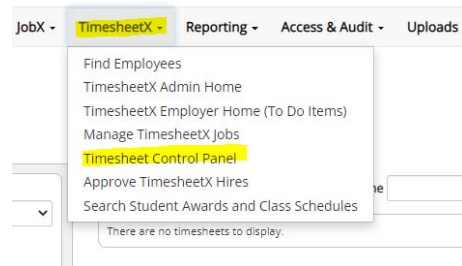 JobX TimesheetX Reporting Access & Audit Uploads
Find Employees
TimesheetX Admin Home
TimesheetX Employer Home (To Do Items)
Manage TimesheetX Jobs
Timesheet Control Panel
Approve TimesheetX Hires
Search Student Awards and Class Schedules
There are no timesheets to display.